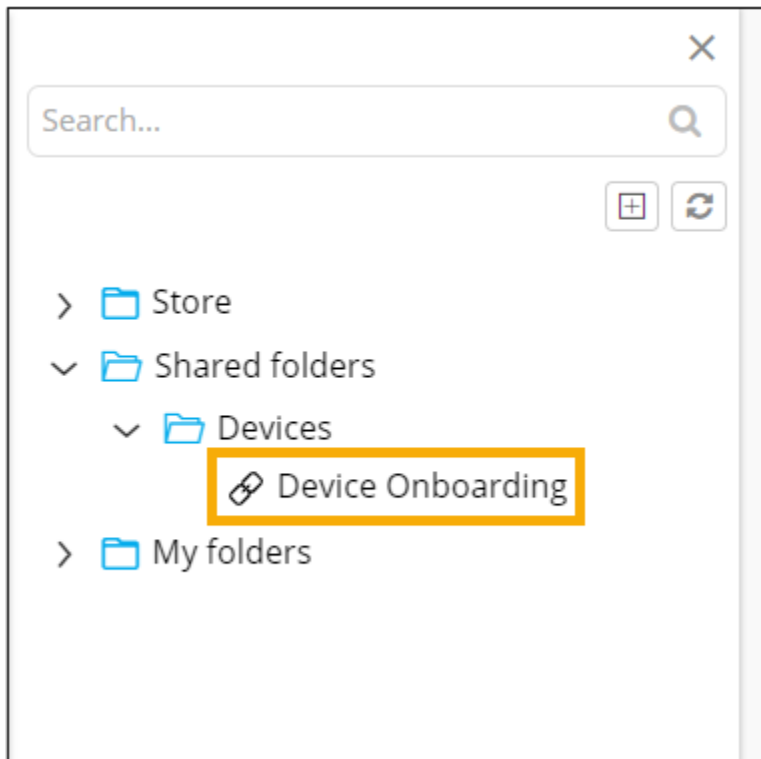 Search...
Store
Shared folders
Devices
Device Onboarding
My folders